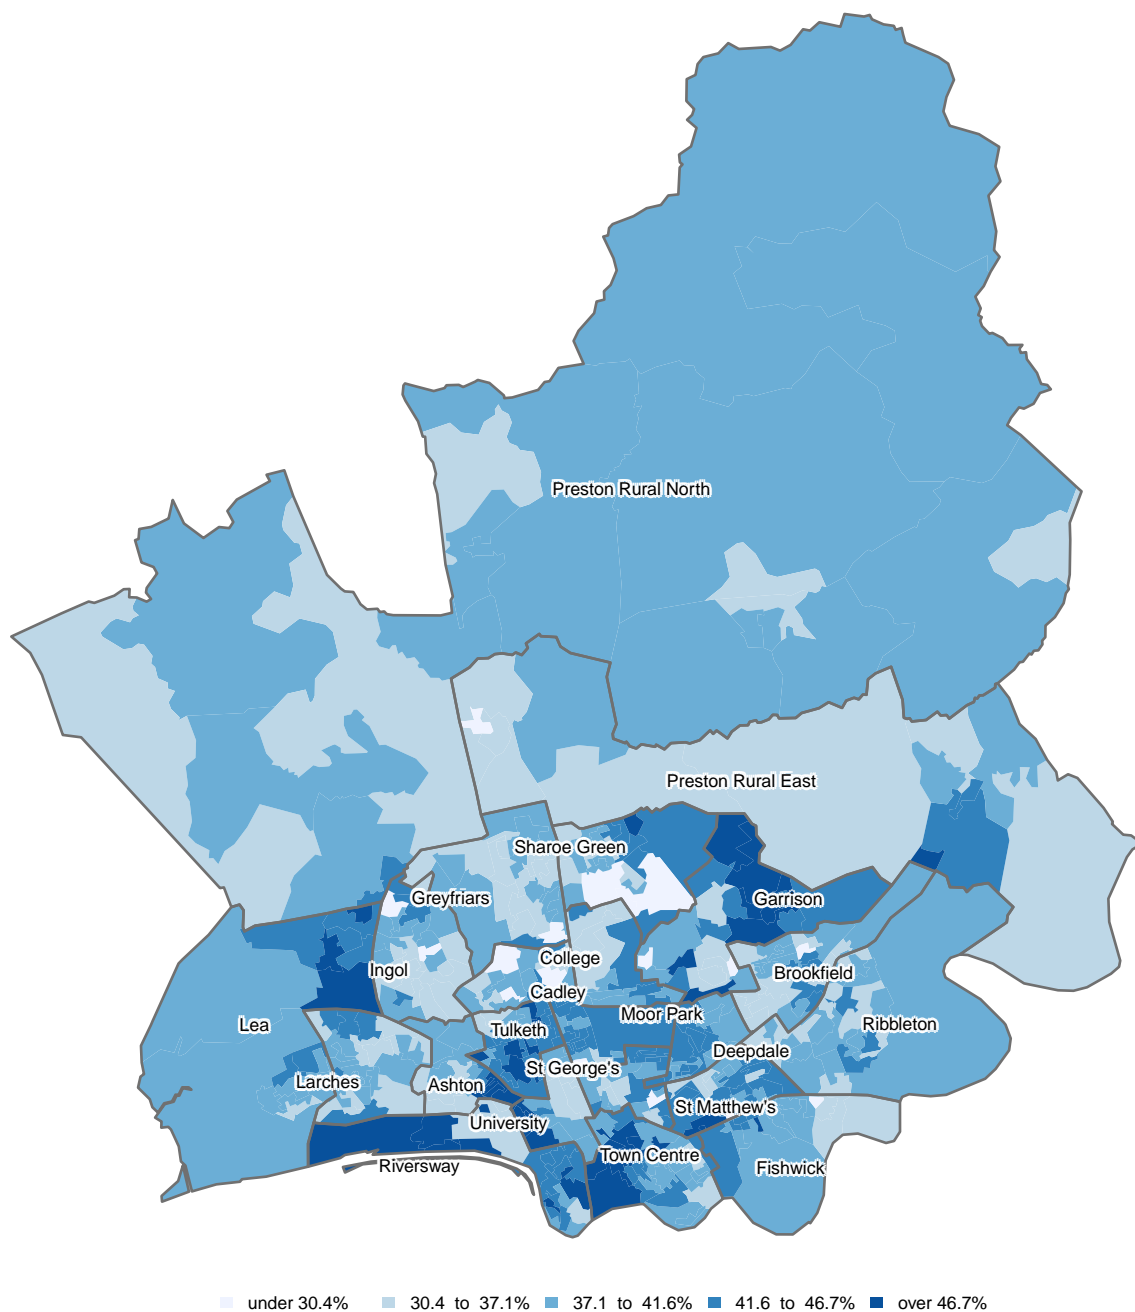 Preston Rural North
Preston Rural East
Sharoe Green
Greyfriars
Garrison
College
Ingol
Brookfield
Cadley
Moor Park
Lea
Tulketh
Ribbleton
Deepdale
St George's
Larches
Ashton
St Matthew's
University
Town Centre
Riversway
Fishwick
under 30.4% 30.4 to 37.1% 37.1 to 41.6% 41.6 to 46.7% over 46.7%